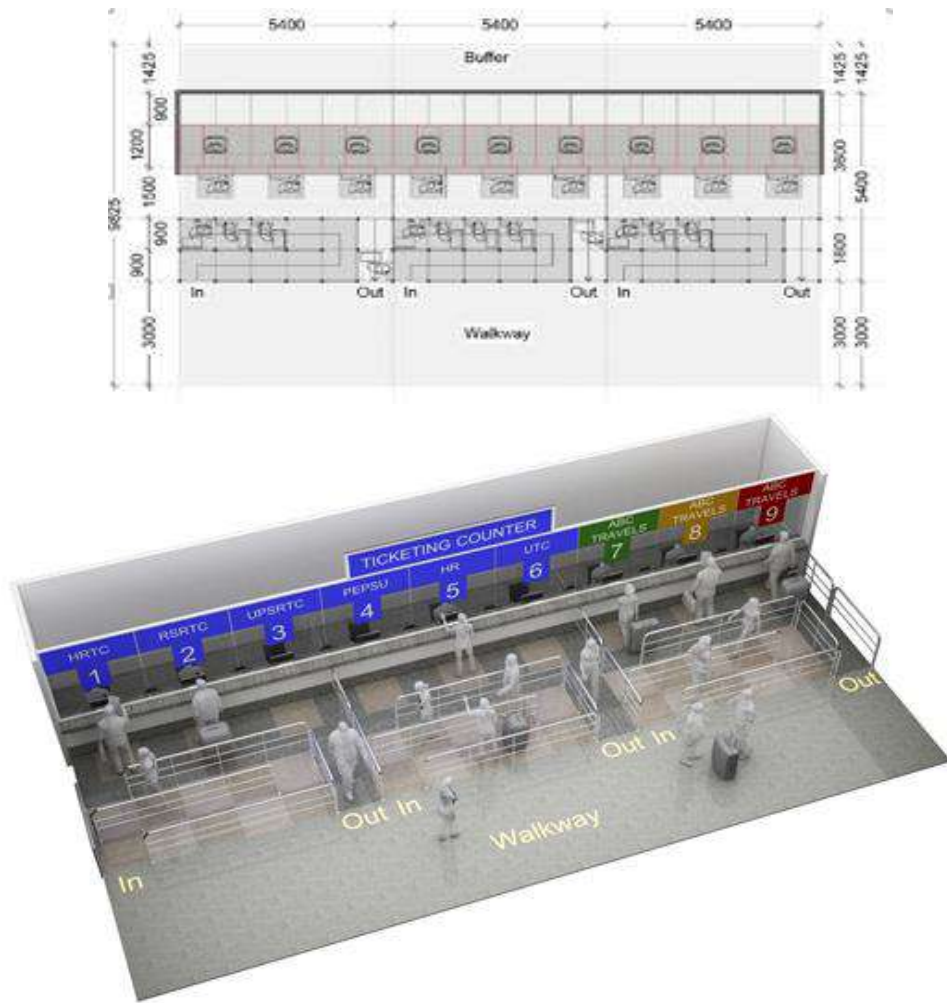 5400 5400 5400
Buffer
1425 1425 1425
900
1200
3600
1500
5400
9825
900
1800
900
In Out In Out In Out
Walkway
3000 3000 3000
TICKETING COUNTER
HRTC
1
RSRTC
2
UPSRTC
3
PEPSU
4
HR
5
UTC
6
ABC
TRAVELS
7
ABC
TRAVELS
8
ABC
TRAVELS
9
In
Out In
Out In
Out
Walkway